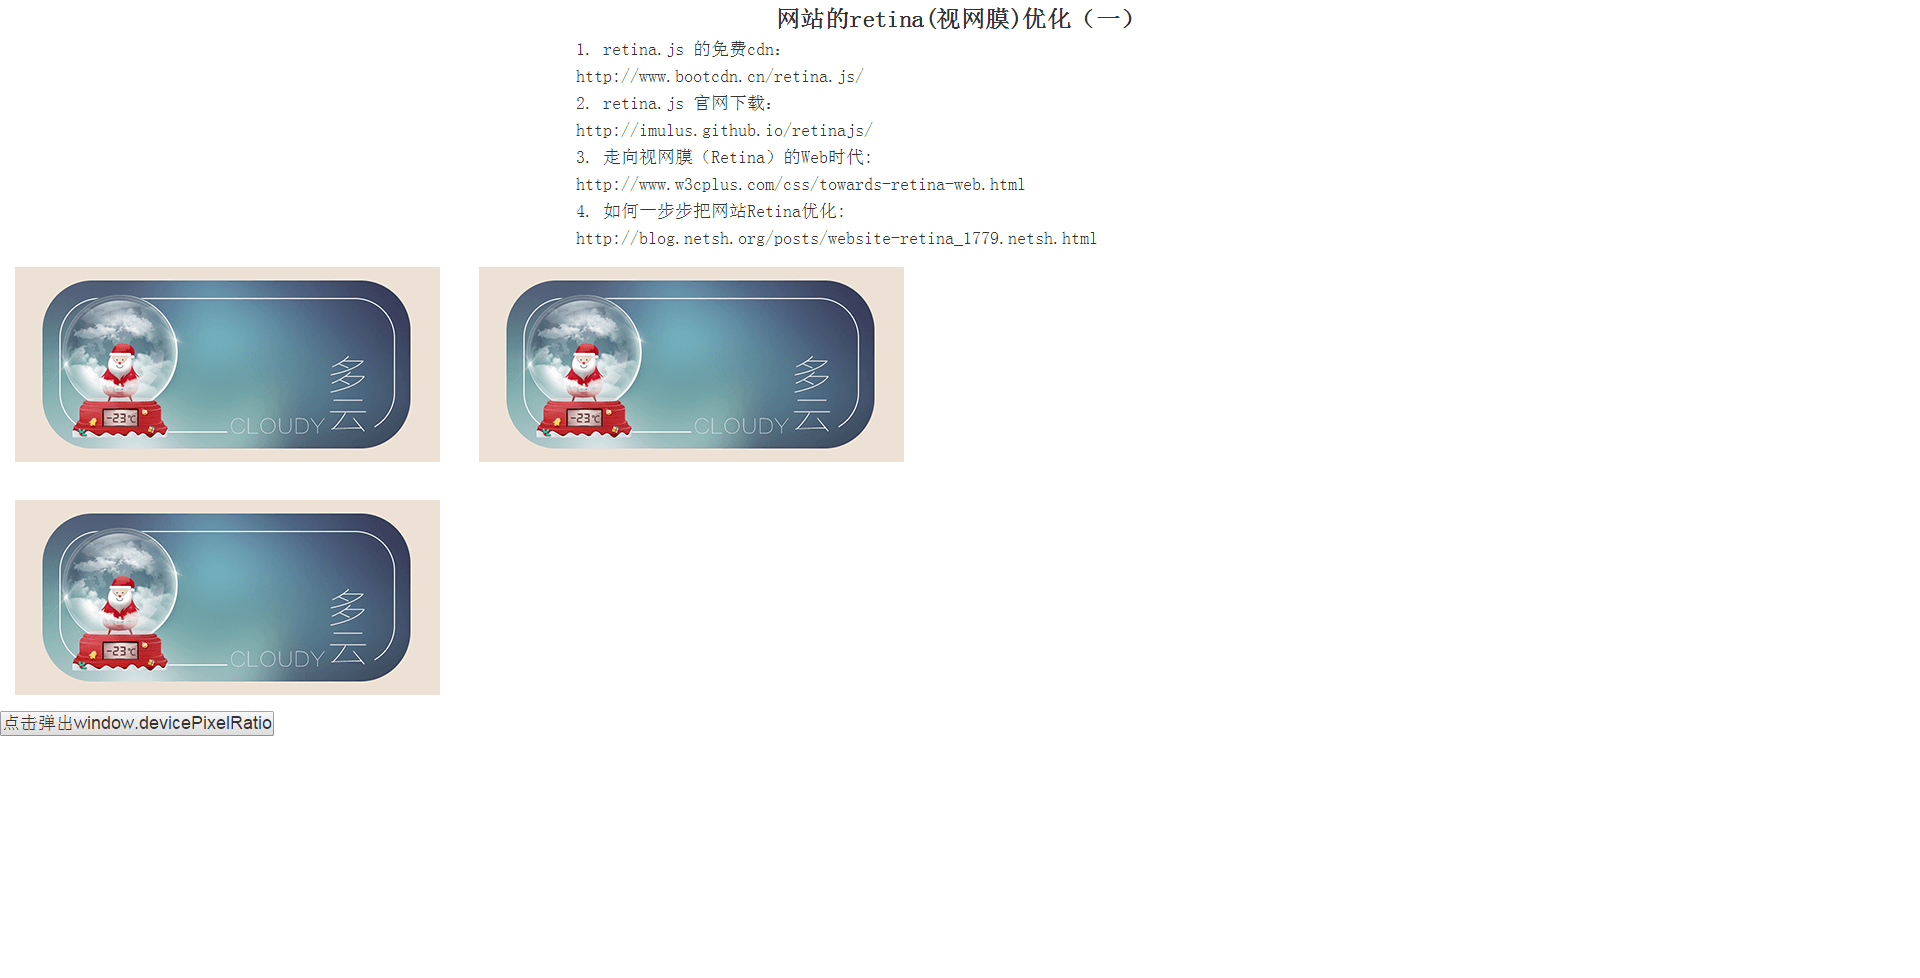 网站的retina(视网膜)优化（一）
1. retina.js 的免费cdn:
http://www.bootcdn.cn/retina.js/
2. retina.js 官网下载:
http://imulus.github.io/retinajs/
3. 走向视网膜（Retina）的Web时代:
http://www.w3cplus.com/css/towards-retina-web.html
4. 如何一步步把网站Retina优化:
http://blog.netsh.org/posts/website-retina_1779.netsh.html
多云
-23℃
CLOUDY
多云
-23℃
CLOUDY
多云
-23℃
CLOUDY
点击弹出window.devicePixelRatio